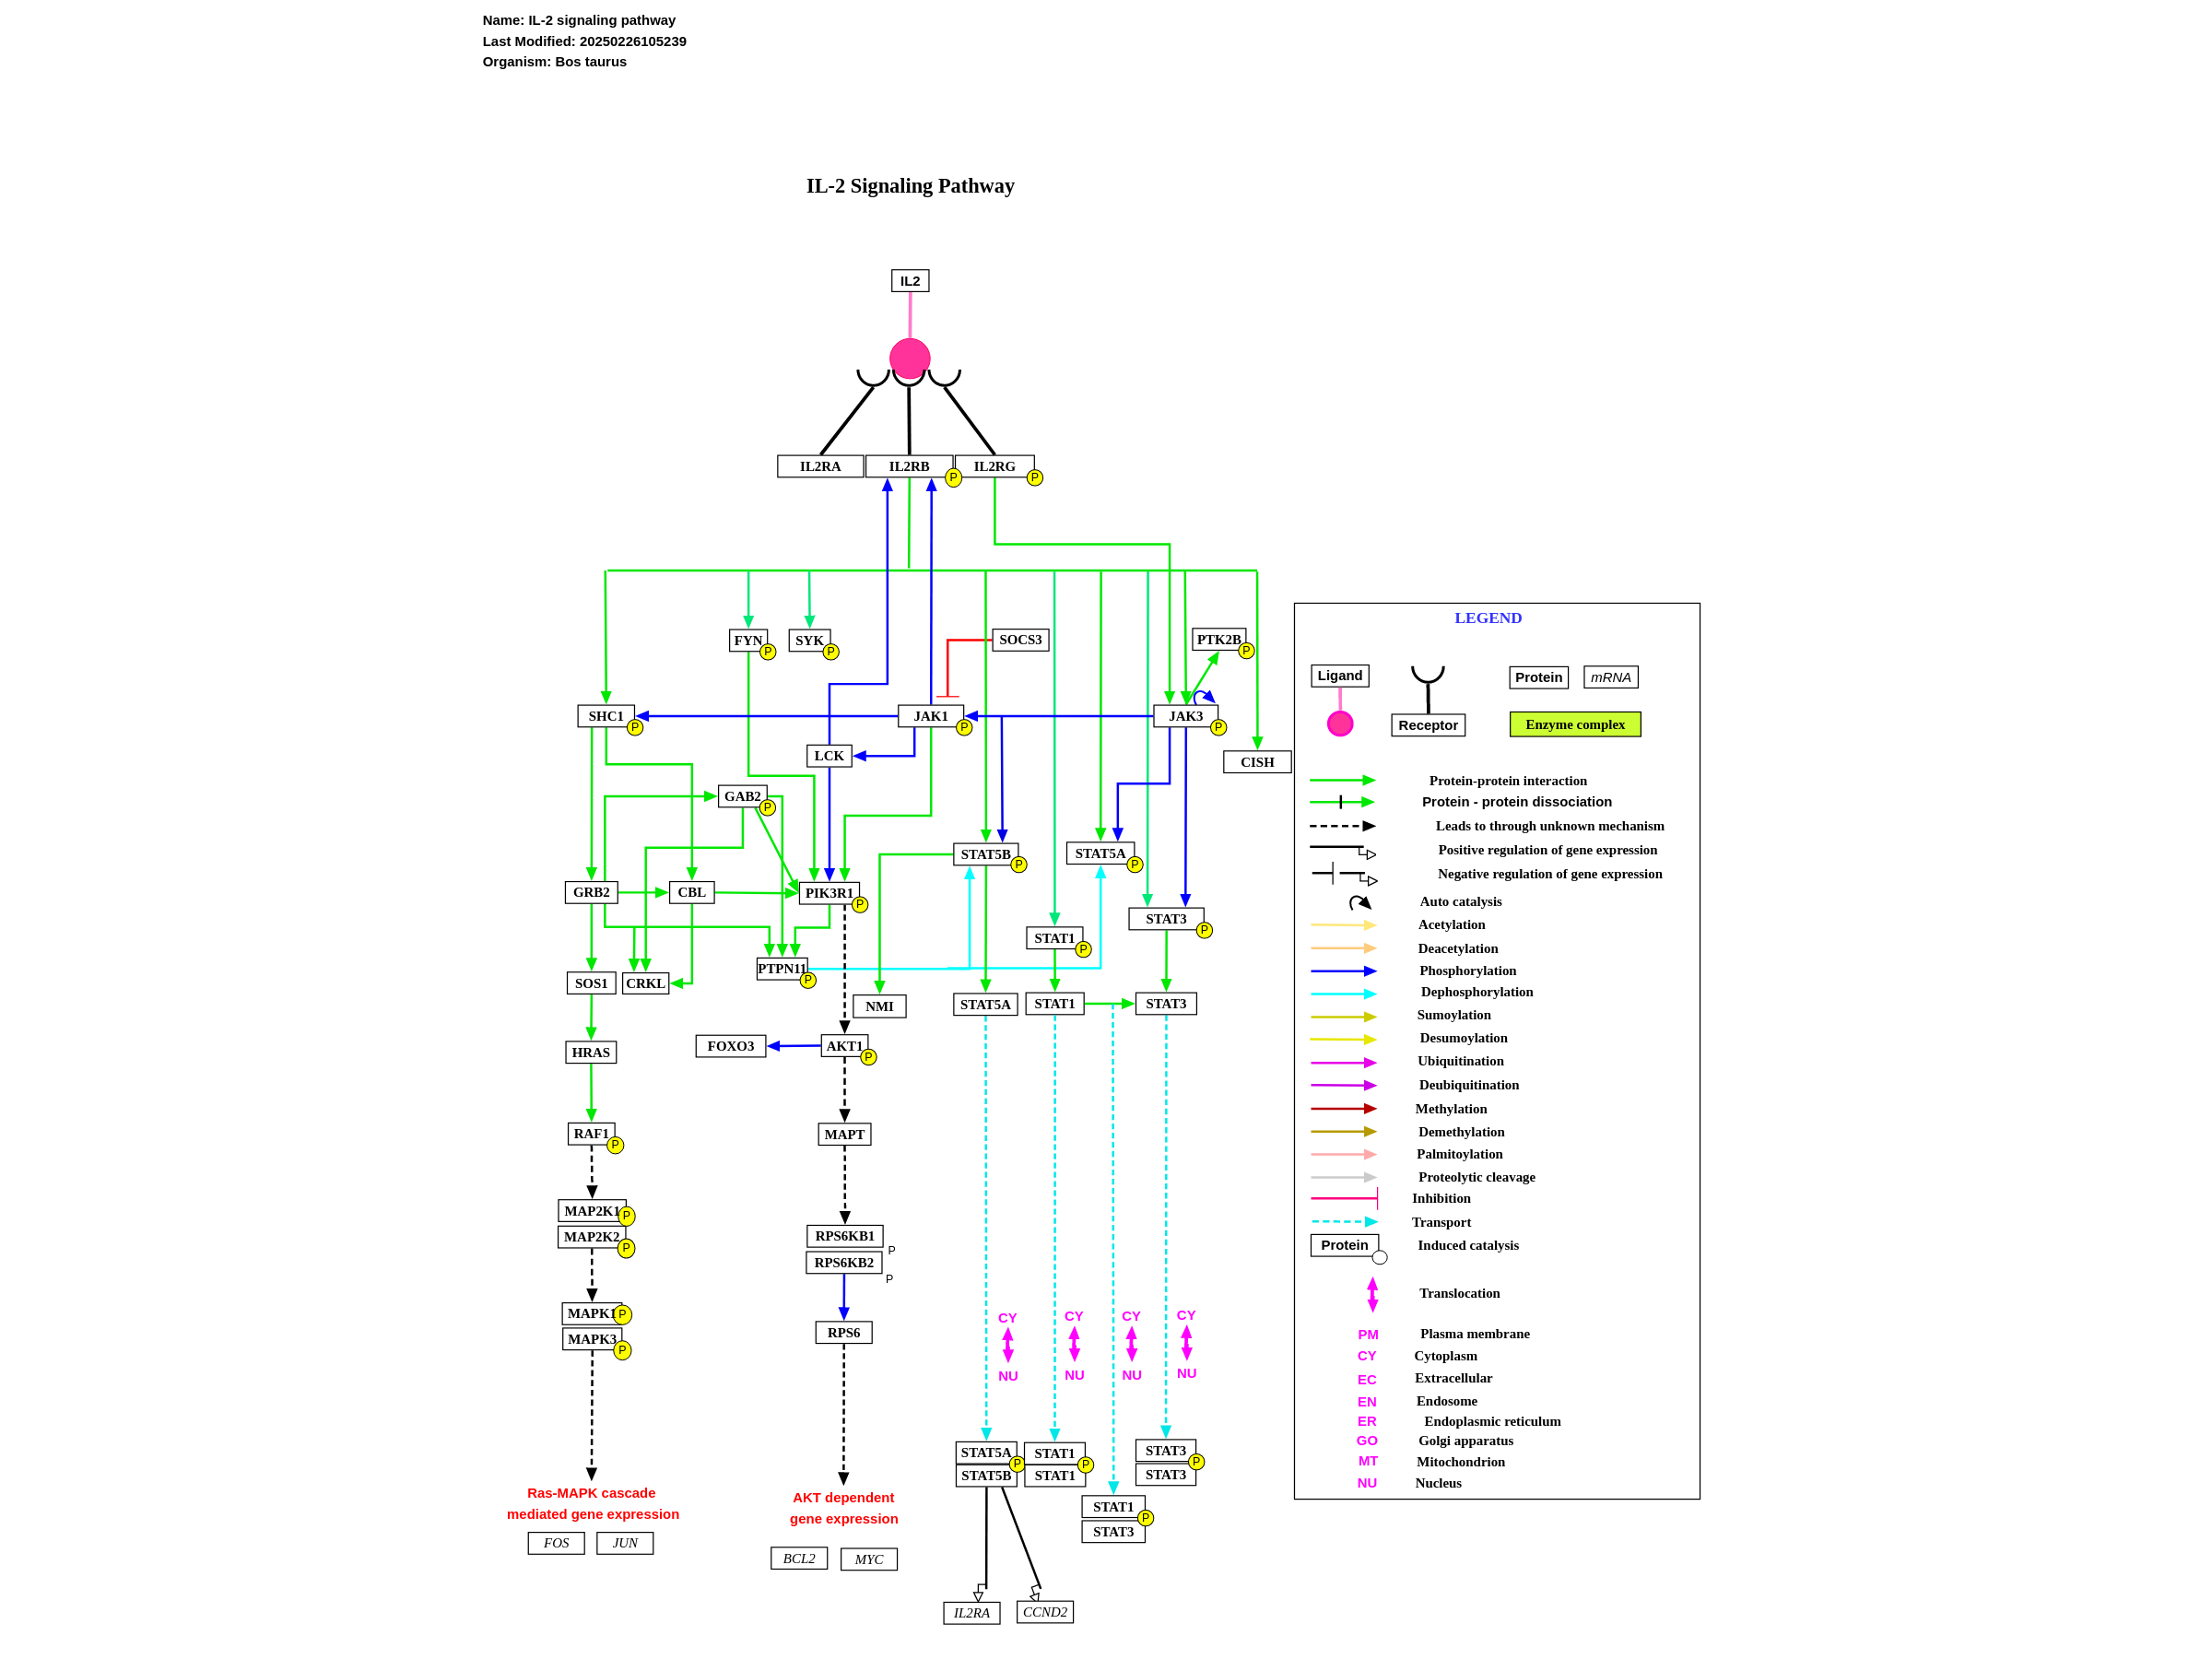 Name: IL-2 signaling pathway
Last Modified: 20250226105239
Organism: Bos taurus
IL-2 Signaling Pathway
IL2
IL2RA
IL2RB
IL2RG
P
P
FYN
P
SYK
P
SOCS3
PTK2B
P
SHC1
P
JAK1
P
JAK3
P
LCK
CISH
GAB2
P
STAT5B
P
STAT5A
P
GRB2
CBL
PIK3R1
P
STAT3
P
STAT1
P
PTPN11
P
SOS1
CRKL
NMI
STAT5A
STAT1
STAT3
HRAS
FOXO3
AKT1
P
RAF1
P
MAPT
MAP2K1
P
MAP2K2
P
RPS6KB1
P
RPS6KB2
P
MAPK1
P
MAPK3
P
RPS6
CY
CY
CY
CY
NU
NU
NU
NU
STAT5A
P
STAT5B
STAT1
P
STAT1
STAT3
P
STAT3
STAT1
P
STAT3
Ras-MAPK cascade
mediated gene expression
FOS
JUN
AKT dependent
gene expression
BCL2
MYC
IL2RA
CCND2
LEGEND
Ligand
Receptor
Protein
mRNA
Enzyme complex
Protein-protein interaction
Protein - protein dissociation
Leads to through unknown mechanism
Positive regulation of gene expression
Negative regulation of gene expression
Auto catalysis
Acetylation
Deacetylation
Phosphorylation
Dephosphorylation
Sumoylation
Desumoylation
Ubiquitination
Deubiquitination
Methylation
Demethylation
Palmitoylation
Proteolytic cleavage
Inhibition
Transport
Protein
Induced catalysis
Translocation
PM Plasma membrane
CY Cytoplasm
EC Extracellular
EN Endosome
ER Endoplasmic reticulum
GO Golgi apparatus
MT Mitochondrion
NU Nucleus